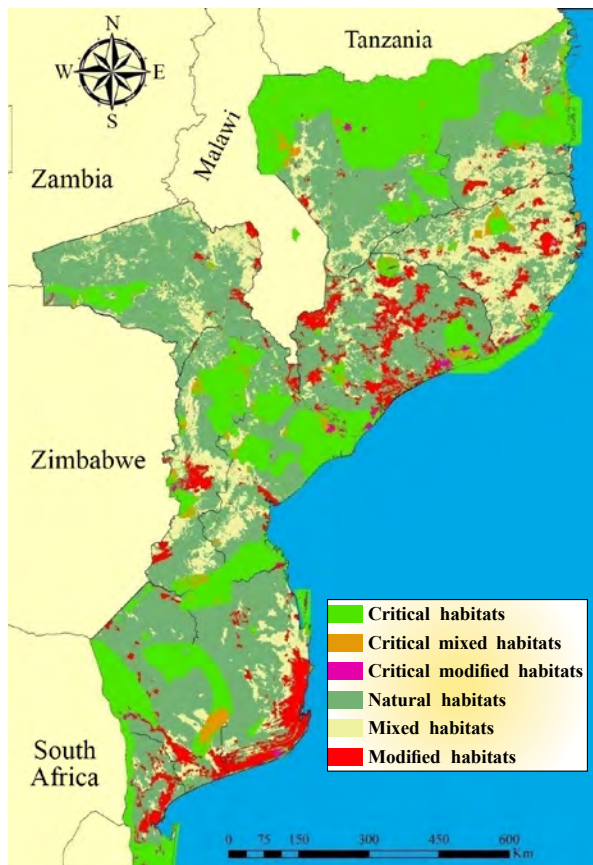 N
W E
S
Tanzania
Malawi
Zambia
Zimbabwe
South
Africa
Critical habitats
Critical mixed habitats
Critical modified habitats
Natural habitats
Mixed habitats
Modified habitats
0 75 150 300 450 600
Km